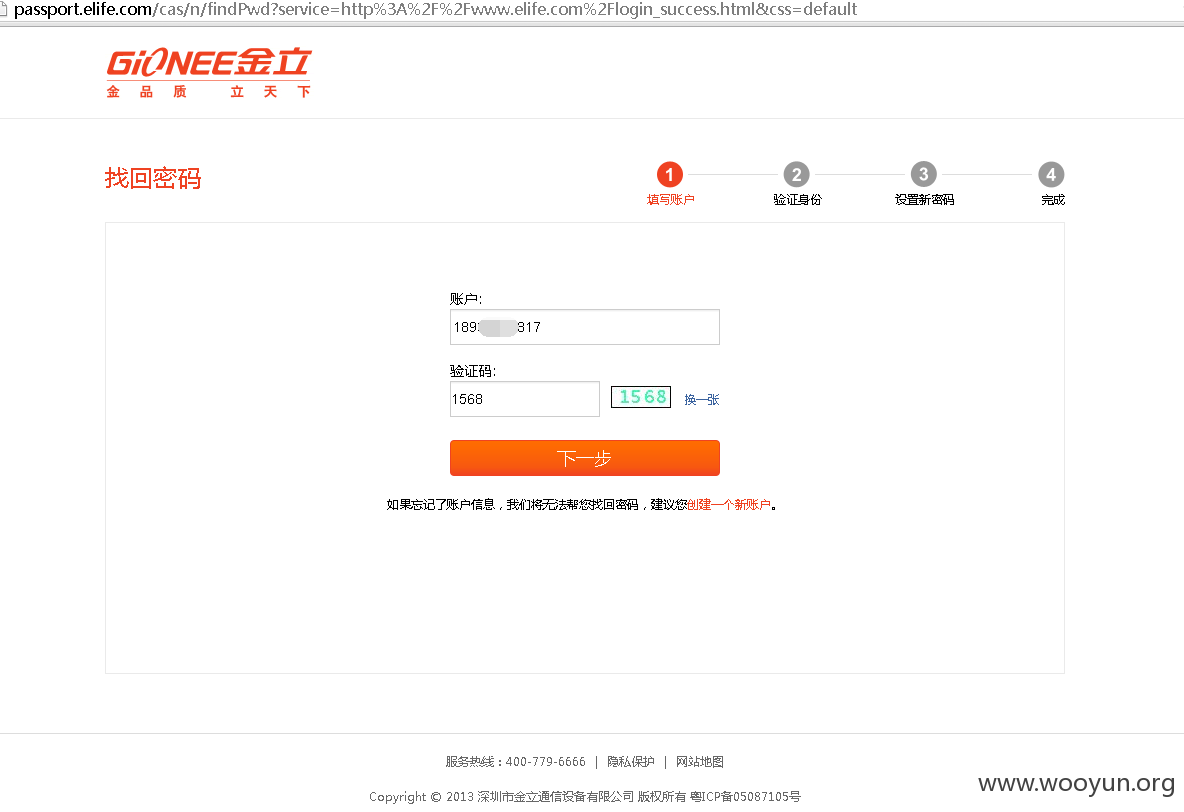 passport.elife.com/cas/n/findPwd?service=http%3A%2F%2Fwww.elife.com%2Flogin_success.html&css=default
GiONEE金立
金品质 立天下
找回密码
1 2 3 4
填写账户 验证身份 设置新密码 完成
账户:
189 317
验证码:
1568 1568 换一张
下一步
如果忘记了账户信息，我们将无法帮您找回密码，建议您创建一个新账户。
服务热线：400-779-6666 | 隐私保护 | 网站地图
www.wooyun.org
Copyright © 2013 深圳市金立通信设备有限公司 版权所有 粤ICP备05087105号